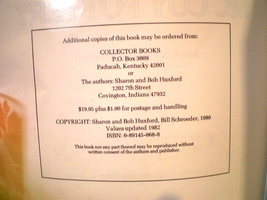 Additional copies of this book may be ordered from:
COLLECTOR BOOKS
P.O. Box 3009
Paducah, Kentucky 42001
or
The authors: Sharon and Bob Huxford
1202 7th Street
Covington, Indiana 47932
$19.95 plus $1.00 for postage and handling
COPYRIGHT: Sharon and Bob Huxford, Bill Schroeder, 1980
Values updated 1982
ISBN: 0-89145-068-8
This book nor any part thereof may be reproduced without
written consent of the authors and publisher.